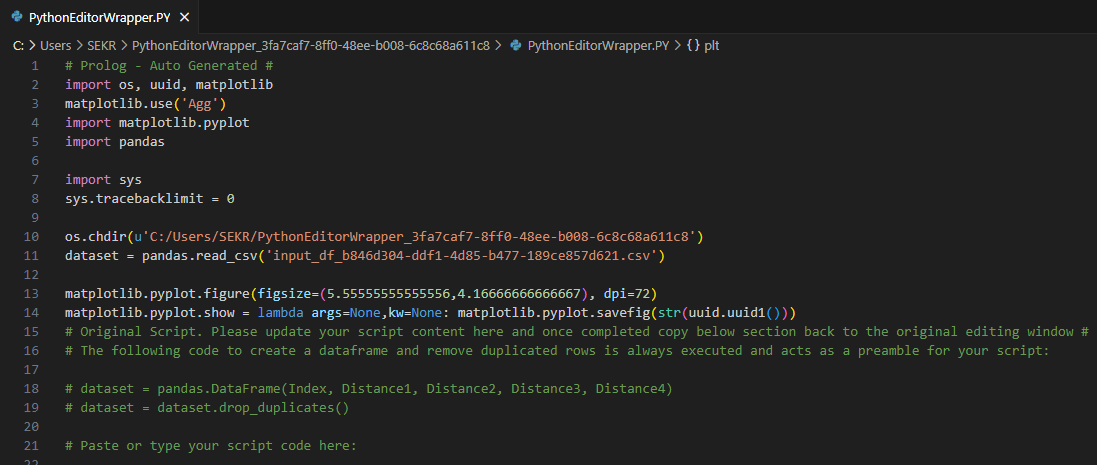 PythonEditorWrapper.PY
C: > Users > SEKR > PythonEditorWrapper_3fa7caf7-8ff0-48ee-b008-6c8c68a611c8 > PythonEditorWrapper.PY > {} plt
1 # Prolog - Auto Generated #
2 import os, uuid, matplotlib
3 matplotlib.use('Agg')
4 import matplotlib.pyplot
5 import pandas
6
7 import sys
8 sys.tracebacklimit = 0
9
10 os.chdir(u'C:/Users/SEKR/PythonEditorWrapper_3fa7caf7-8ff0-48ee-b008-6c8c68a611c8')
11 dataset = pandas.read_csv('input_df_b846d304-ddf1-4d85-b477-189ce857d621.csv')
12
13 matplotlib.pyplot.figure(figsize=(5.55555555555556,4.16666666666667), dpi=72)
14 matplotlib.pyplot.show = lambda args=None,kw=None: matplotlib.pyplot.savefig(str(uuid.uuid1()))
15 # Original Script. Please update your script content here and once completed copy below section back to the original editing window #
16 # The following code to create a dataframe and remove duplicated rows is always executed and acts as a preamble for your script:
17
18 # dataset = pandas.DataFrame(Index, Distance1, Distance2, Distance3, Distance4)
19 # dataset = dataset.drop_duplicates()
20
21 # Paste or type your script code here:
22